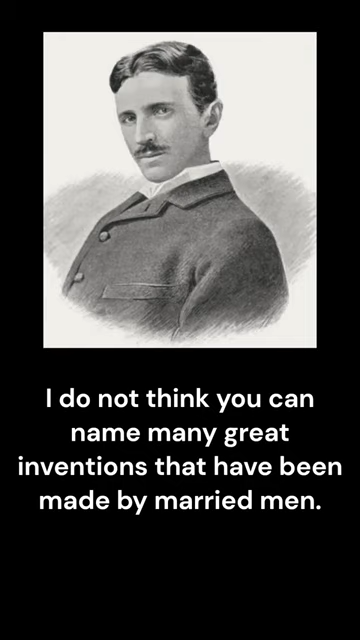 I do not think you can
name many great
inventions that have been
made by married men.